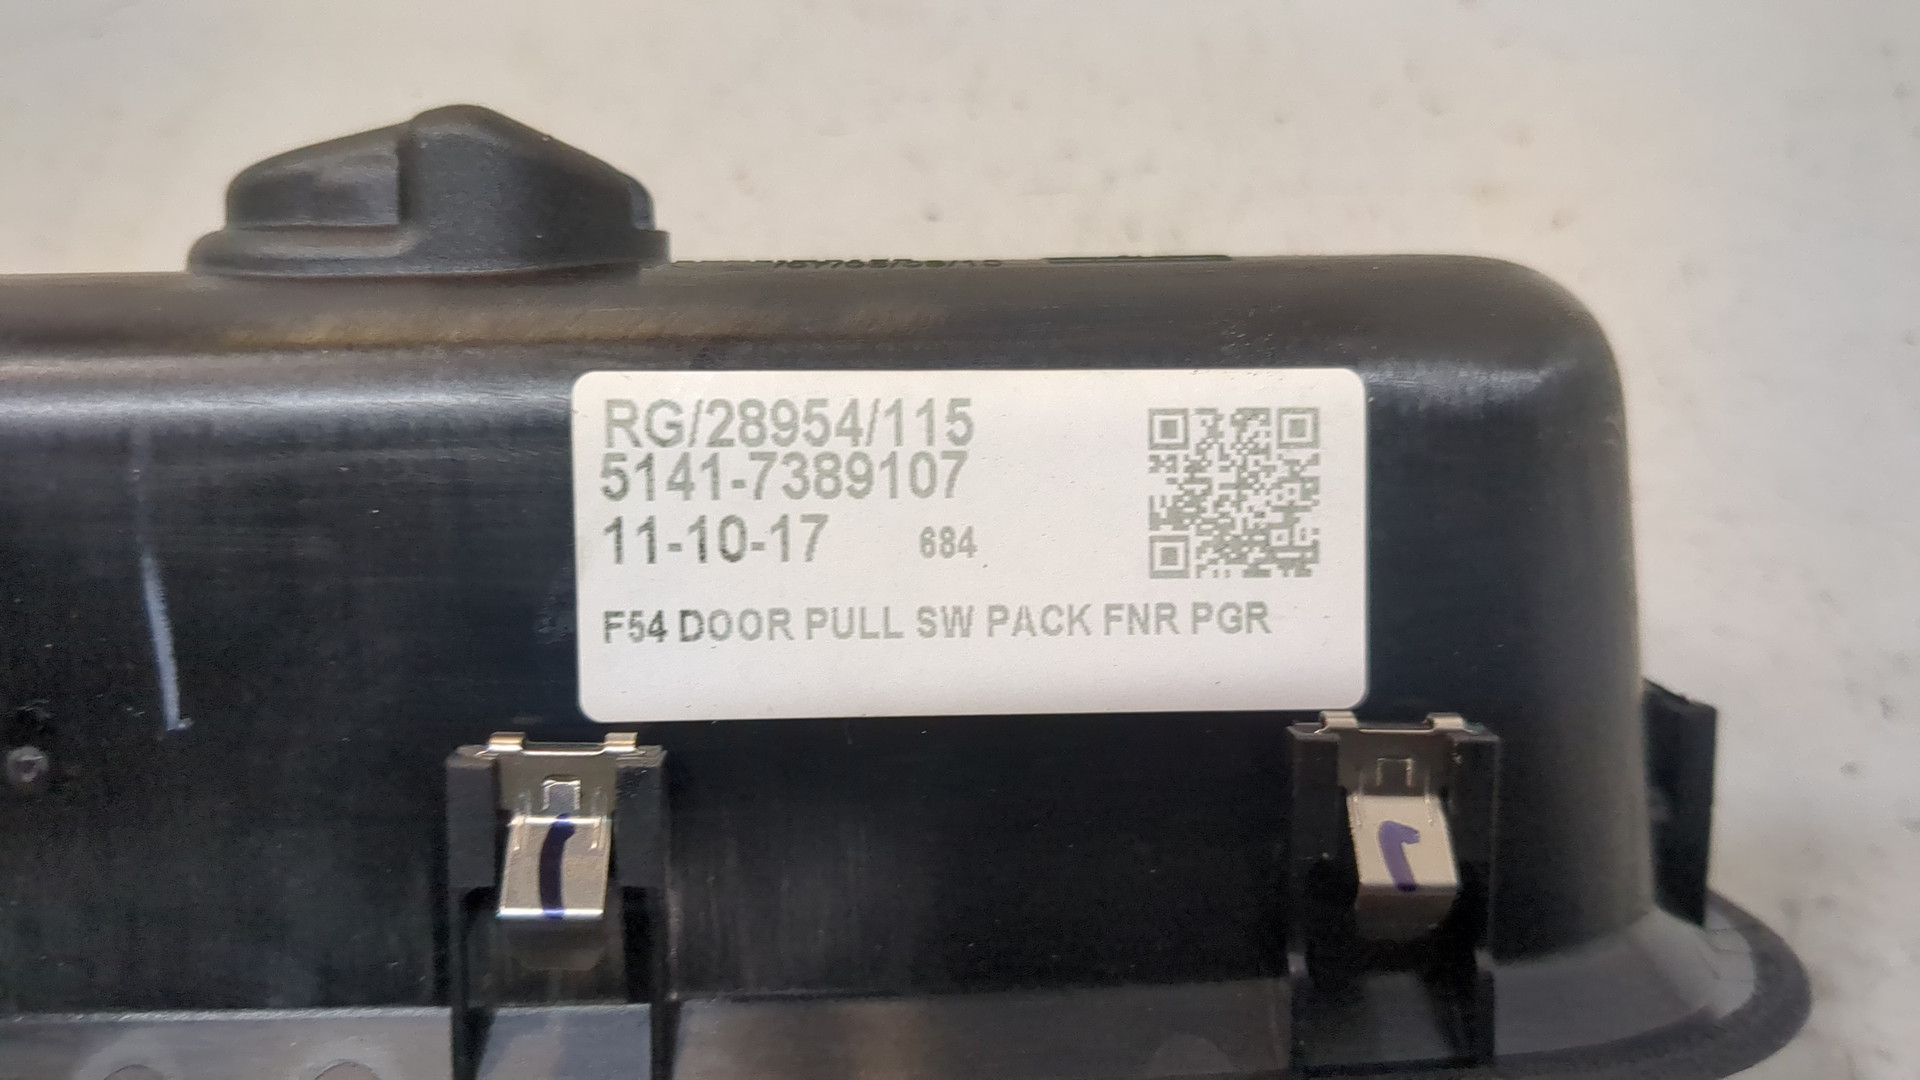 RG/28954/115
5141-7389107
11-10-17 684
F54 DOOR PULL SW PACK FNR PGR